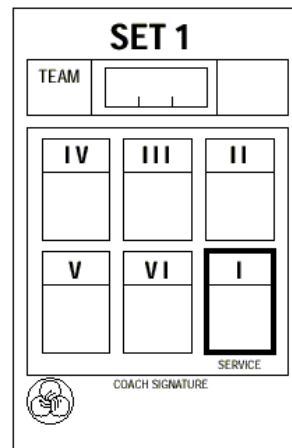 SET 1
TEAM
IV III II
V VI I
SERVICE
COACH SIGNATURE